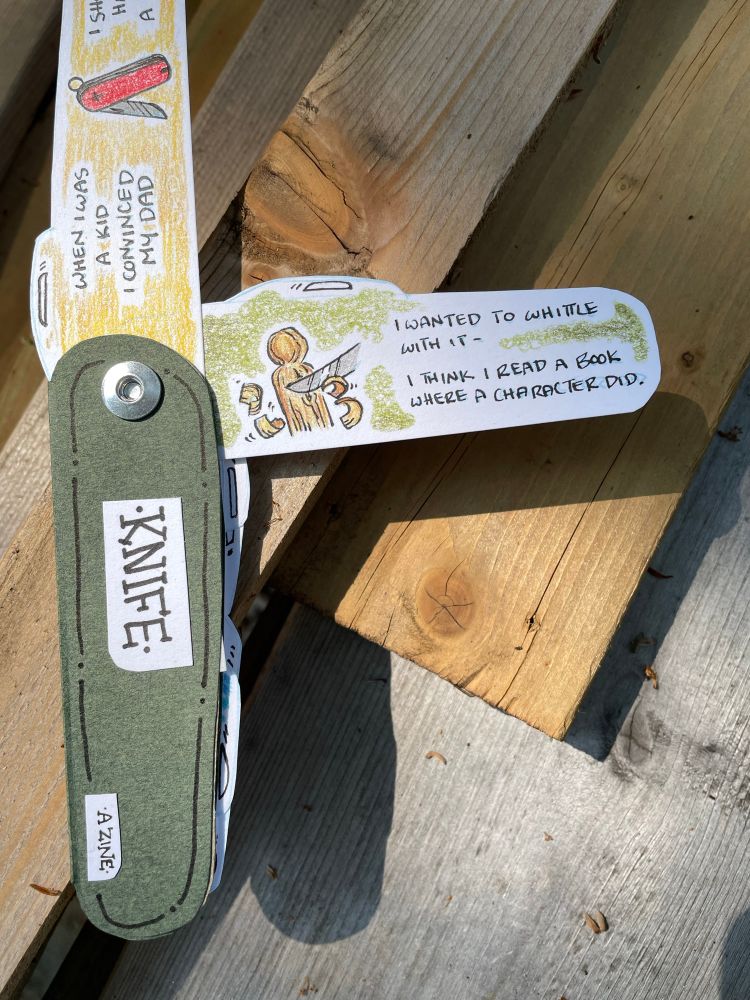 WHEN I WAS
A KID
I CONVINCED
MY DAD
I
A
I WANTED TO WHITTLE
WITH IT -
I THINK I READ A BOOK
WHERE A CHARACTER DID.
·KNIFE·
·A ZINE·